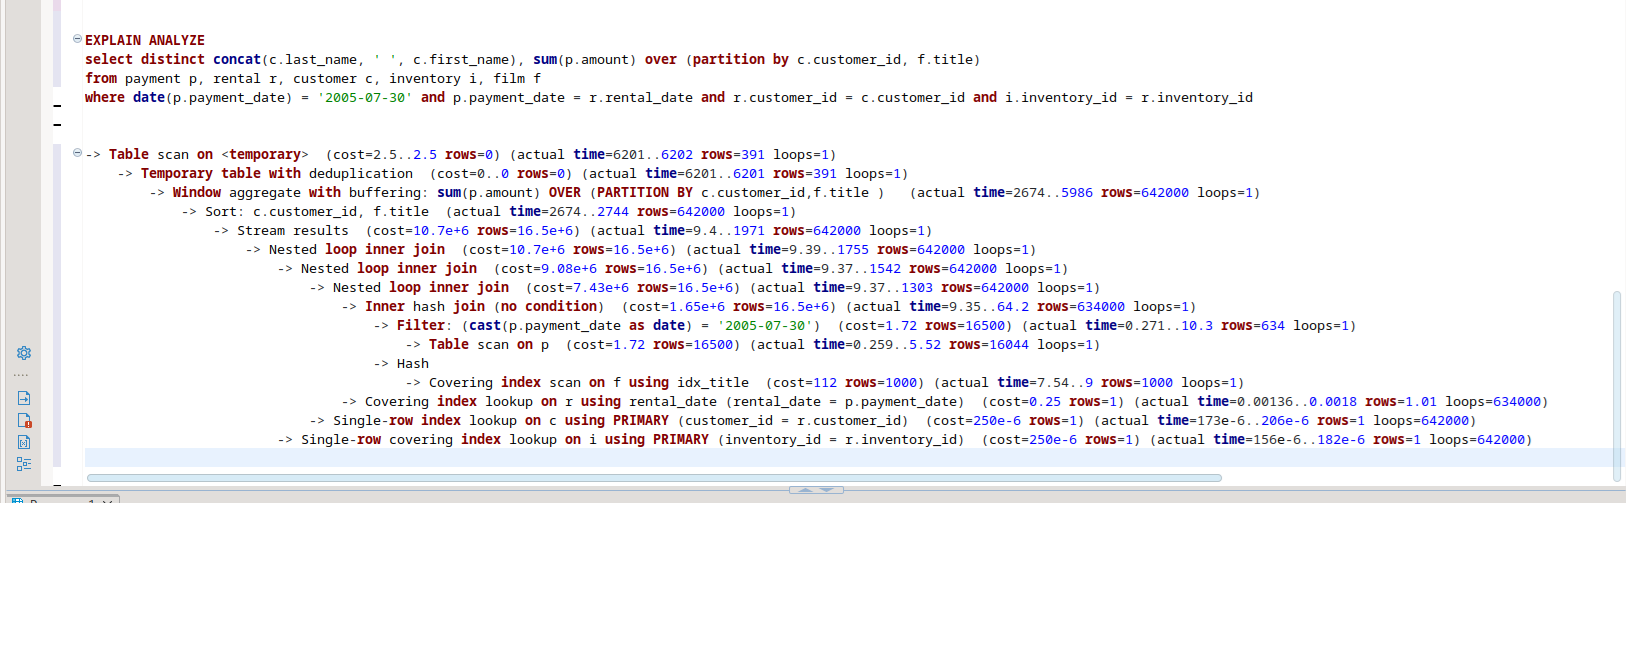 EXPLAIN ANALYZE
select distinct concat(c.last_name, ' ', c.first_name), sum(p.amount) over (partition by c.customer_id, f.title)
from payment p, rental r, customer c, inventory i, film f
where date(p.payment_date) = '2005-07-30' and p.payment_date = r.rental_date and r.customer_id = c.customer_id and i.inventory_id = r.inventory_id
-> Table scan on <temporary>  (cost=2.5..2.5 rows=0) (actual time=6201..6202 rows=391 loops=1)
-> Temporary table with deduplication  (cost=0..0 rows=0) (actual time=6201..6201 rows=391 loops=1)
-> Window aggregate with buffering: sum(p.amount) OVER (PARTITION BY c.customer_id,f.title )   (actual time=2674..5986 rows=642000 loops=1)
-> Sort: c.customer_id, f.title  (actual time=2674..2744 rows=642000 loops=1)
-> Stream results  (cost=10.7e+6 rows=16.5e+6) (actual time=9.4..1971 rows=642000 loops=1)
-> Nested loop inner join  (cost=10.7e+6 rows=16.5e+6) (actual time=9.39..1755 rows=642000 loops=1)
-> Nested loop inner join  (cost=9.08e+6 rows=16.5e+6) (actual time=9.37..1542 rows=642000 loops=1)
-> Nested loop inner join  (cost=7.43e+6 rows=16.5e+6) (actual time=9.37..1303 rows=642000 loops=1)
-> Inner hash join (no condition)  (cost=1.65e+6 rows=16.5e+6) (actual time=9.35..64.2 rows=634000 loops=1)
-> Filter: (cast(p.payment_date as date) = '2005-07-30')  (cost=1.72 rows=16500) (actual time=0.271..10.3 rows=634 loops=1)
-> Table scan on p  (cost=1.72 rows=16500) (actual time=0.259..5.52 rows=16044 loops=1)
-> Hash
-> Covering index scan on f using idx_title  (cost=112 rows=1000) (actual time=7.54..9 rows=1000 loops=1)
-> Covering index lookup on r using rental_date (rental_date = p.payment_date)  (cost=0.25 rows=1) (actual time=0.00136..0.0018 rows=1.01 loops=634000)
-> Single-row index lookup on c using PRIMARY (customer_id = r.customer_id)  (cost=250e-6 rows=1) (actual time=173e-6..206e-6 rows=1 loops=642000)
-> Single-row covering index lookup on i using PRIMARY (inventory_id = r.inventory_id)  (cost=250e-6 rows=1) (actual time=156e-6..182e-6 rows=1 loops=642000)